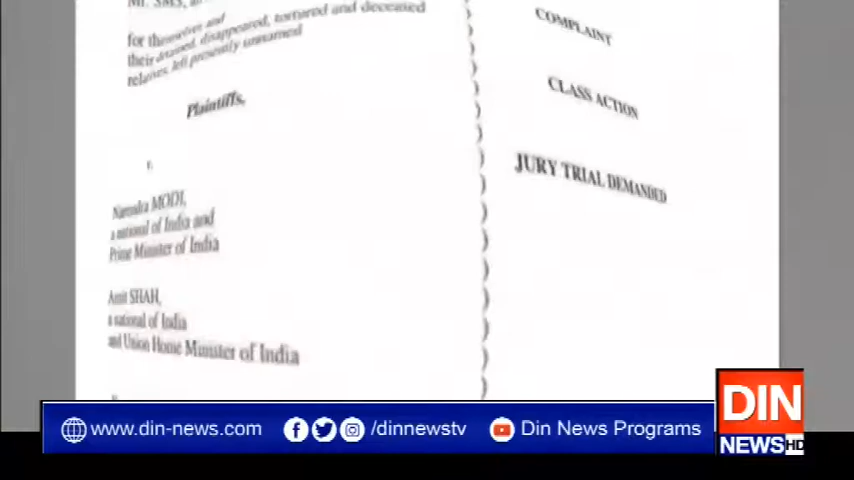 Mr. SMS,
for themselves and
their detained, disappeared, tortured and deceased
relatives, left presently unnamed
Plaintiffs,
v.
Narendra MODI,
a national of India and
Prime Minister of India
Amit SHAH,
a national of India
and Union Home Minister of India
COMPLAINT
CLASS ACTION
JURY TRIAL DEMANDED
www.din-news.com
/dinnewstv
Din News Programs
DIN
NEWS HD